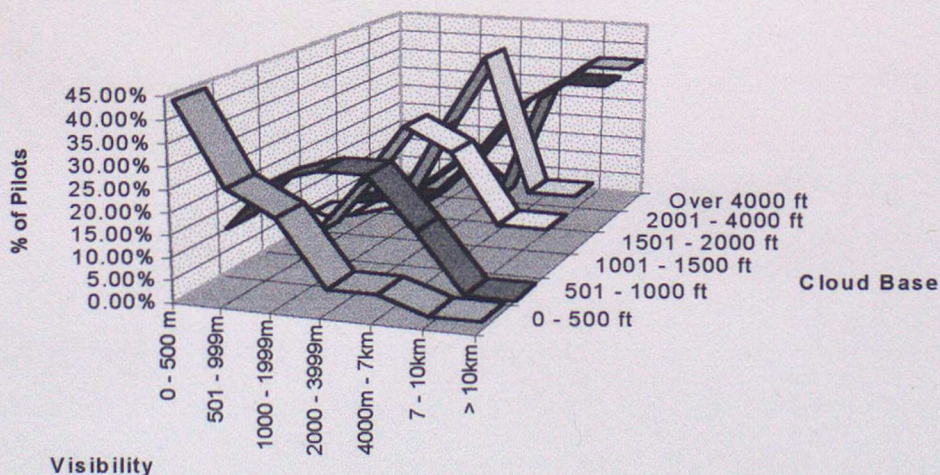 45.00%
40.00%
35.00%
30.00%
25.00%
20.00%
15.00%
10.00%
5.00%
0.00%
% of Pilots
0 - 500 m
501 - 999m
1000 - 1999m
2000 - 3999m
4000m - 7km
7 - 10km
> 10km
Visibility
Over 4000 ft
2001 - 4000 ft
1501 - 2000 ft
1001 - 1500 ft
501 - 1000 ft
0 - 500 ft
Cloud Base